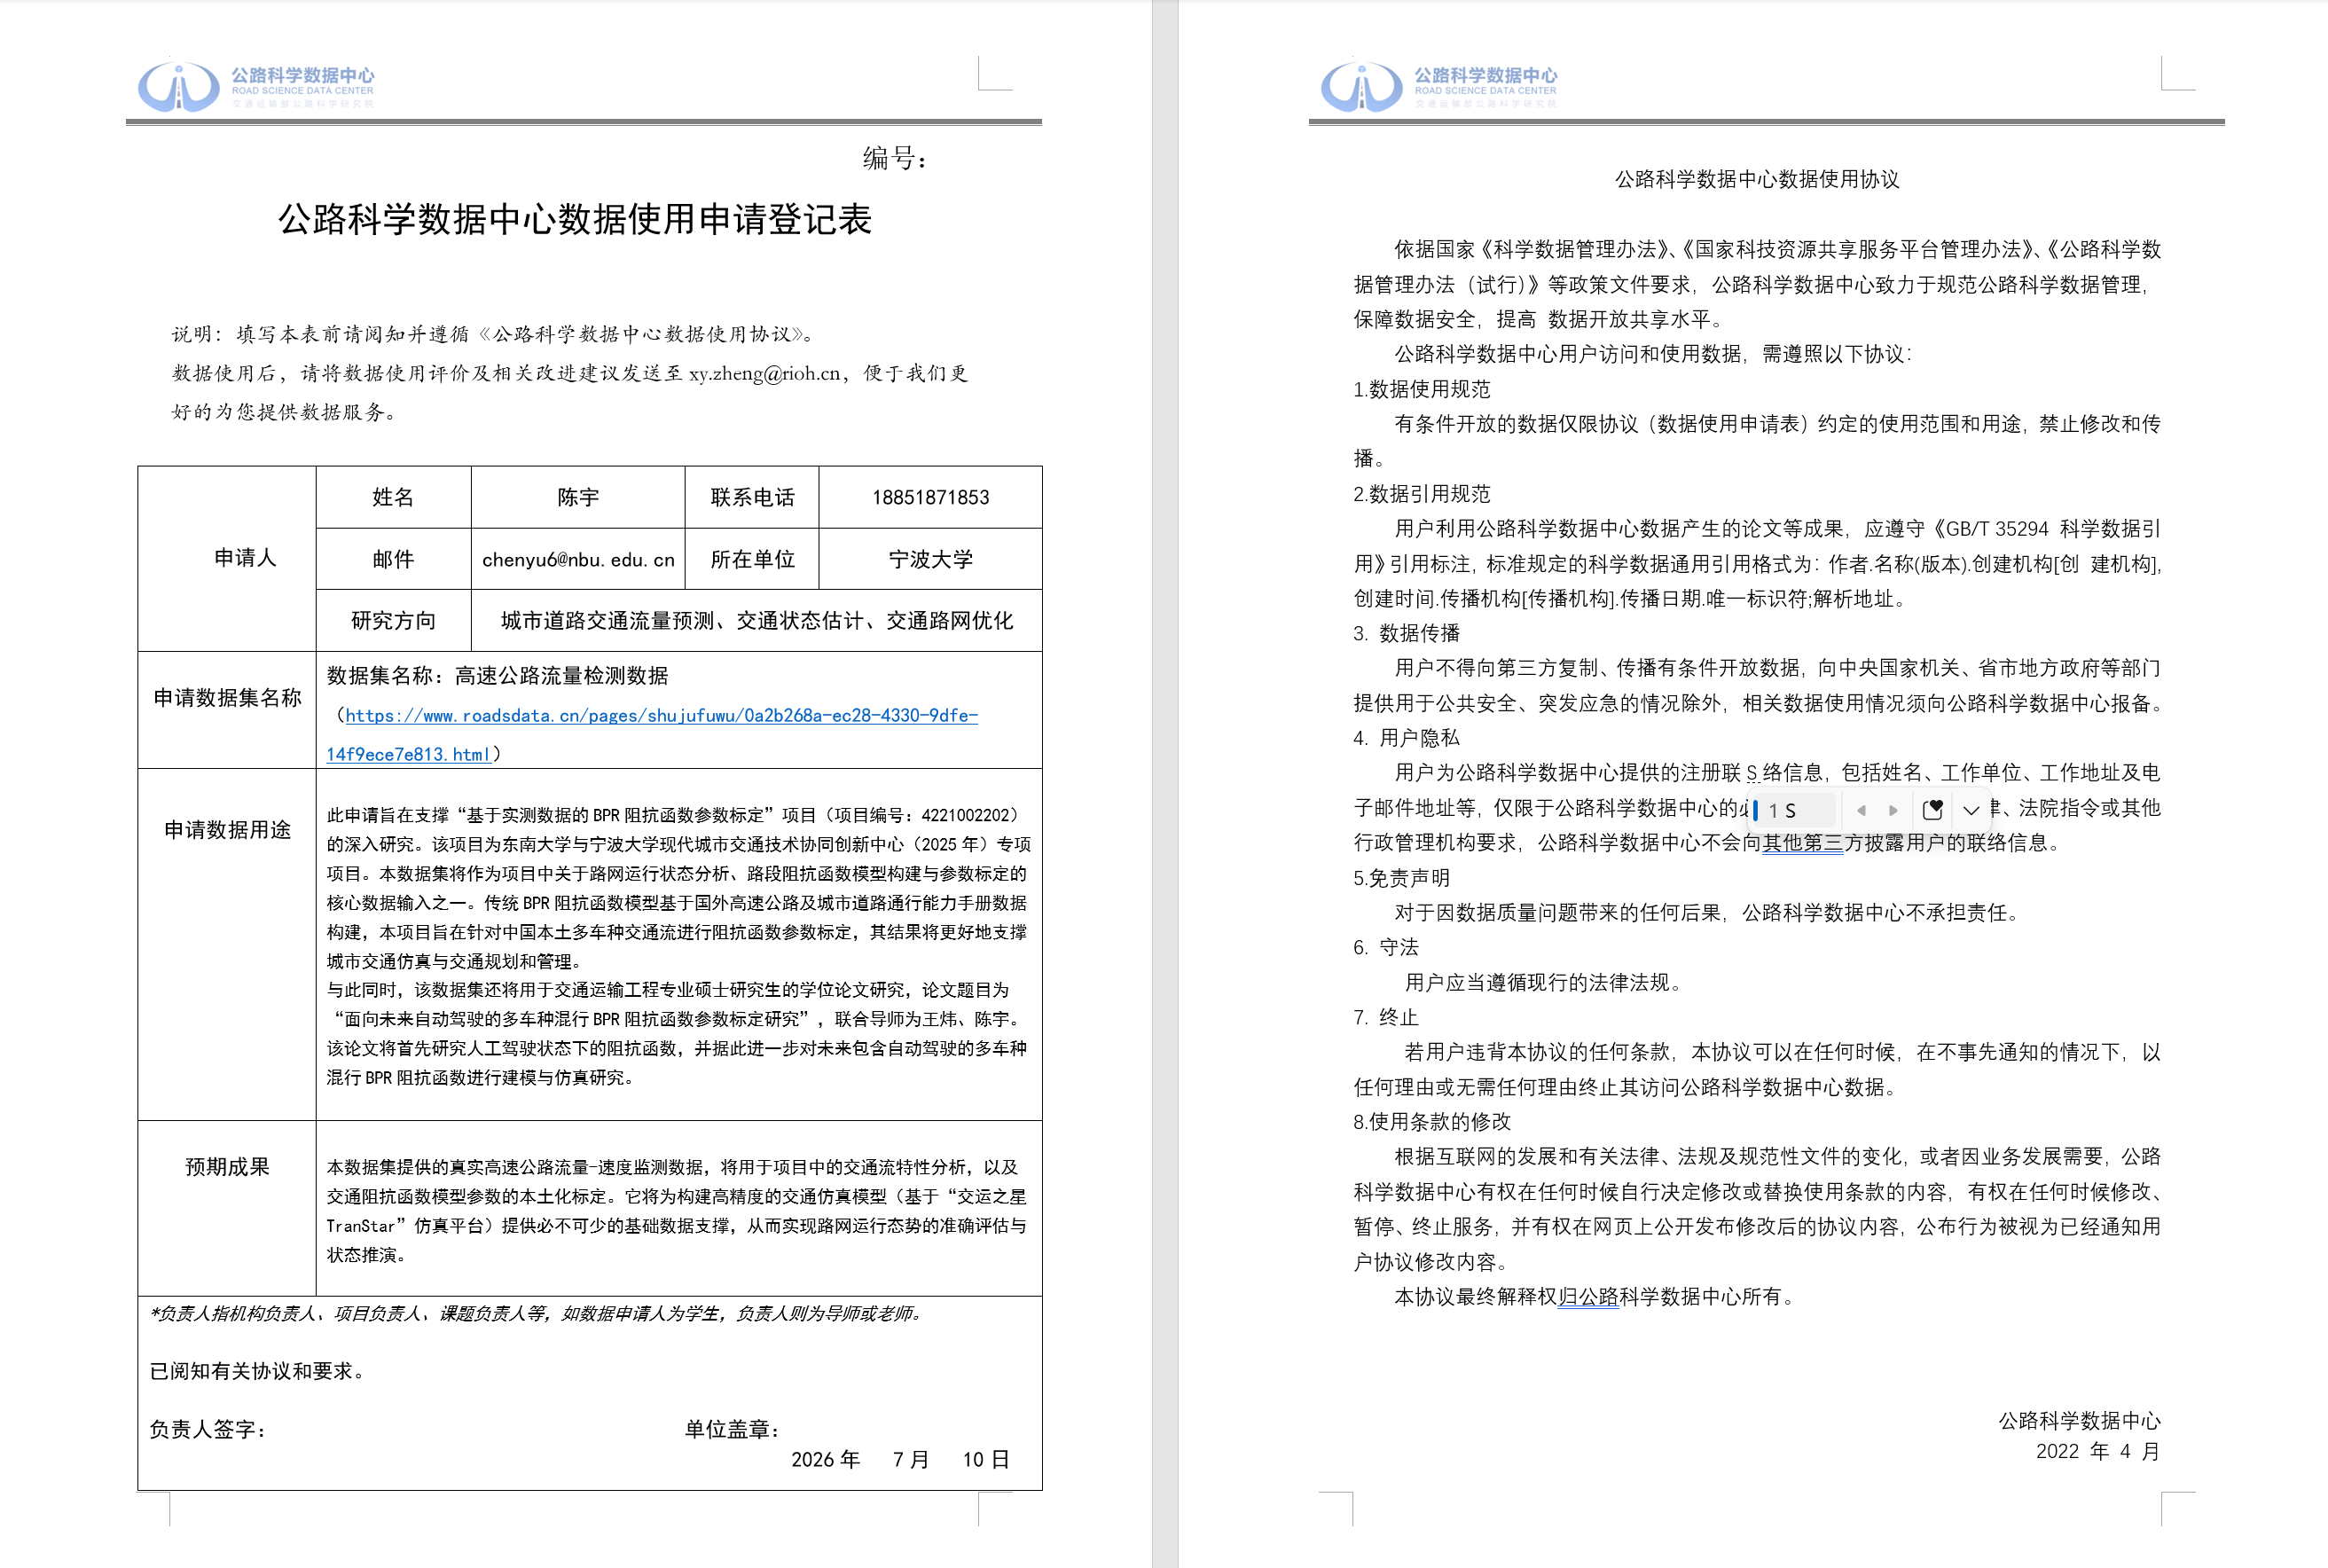 公路科学数据中心
ROAD SCIENCE DATA CENTER
交通运输部公路科学研究院
编号：
公路科学数据中心数据使用申请登记表
说明：填写本表前请阅知并遵循《公路科学数据中心数据使用协议》。
数据使用后，请将数据使用评价及相关改进建议发送至 xy.zheng@rioh.cn，便于我们更
好的为您提供数据服务。
申请人
姓名 陈宇 联系电话 18851871853
邮件 chenyu6@nbu.edu.cn 所在单位 宁波大学
研究方向 城市道路交通流量预测、交通状态估计、交通路网优化
申请数据集名称
数据集名称：高速公路流量检测数据
（https://www.roadsdata.cn/pages/shujufuwu/0a2b268a-ec28-4330-9dfe-
14f9ece7e813.html）
申请数据用途
此申请旨在支撑“基于实测数据的 BPR 阻抗函数参数标定”项目（项目编号：4221002202）
的深入研究。该项目为东南大学与宁波大学现代城市交通技术协同创新中心（2025 年）专项
项目。本数据集将作为项目中关于路网运行状态分析、路段阻抗函数模型构建与参数标定的
核心数据输入之一。传统 BPR 阻抗函数模型基于国外高速公路及城市道路通行能力手册数据
构建，本项目旨在针对中国本土多车种交通流进行阻抗函数参数标定，其结果将更好地支撑
城市交通仿真与交通规划和管理。
与此同时，该数据集还将用于交通运输工程专业硕士研究生的学位论文研究，论文题目为
“面向未来自动驾驶的多车种混行 BPR 阻抗函数参数标定研究”，联合导师为王炜、陈宇。
该论文将首先研究人工驾驶状态下的阻抗函数，并据此进一步对未来包含自动驾驶的多车种
混行 BPR 阻抗函数进行建模与仿真研究。
预期成果
本数据集提供的真实高速公路流量-速度监测数据，将用于项目中的交通流特性分析，以及
交通阻抗函数模型参数的本土化标定。它将为构建高精度的交通仿真模型（基于“交运之星
TranStar”仿真平台）提供必不可少的基础数据支撑，从而实现路网运行态势的准确评估与
状态推演。
*负责人指机构负责人、项目负责人、课题负责人等，如数据申请人为学生，负责人则为导师或老师。
已阅知有关协议和要求。
负责人签字： 单位盖章：
2026 年 7 月 10 日
公路科学数据中心
ROAD SCIENCE DATA CENTER
交通运输部公路科学研究院
公路科学数据中心数据使用协议
依据国家《科学数据管理办法》、《国家科技资源共享服务平台管理办法》、《公路科学数
据管理办法（试行）》等政策文件要求，公路科学数据中心致力于规范公路科学数据管理，
保障数据安全，提高 数据开放共享水平。
公路科学数据中心用户访问和使用数据，需遵照以下协议：
1.数据使用规范
有条件开放的数据仅限协议（数据使用申请表）约定的使用范围和用途，禁止修改和传
播。
2.数据引用规范
用户利用公路科学数据中心数据产生的论文等成果，应遵守《GB/T 35294 科学数据引
用》引用标注，标准规定的科学数据通用引用格式为：作者.名称(版本).创建机构[创 建机构],
创建时间.传播机构[传播机构].传播日期.唯一标识符;解析地址。
3. 数据传播
用户不得向第三方复制、传播有条件开放数据，向中央国家机关、省市地方政府等部门
提供用于公共安全、突发应急的情况除外，相关数据使用情况须向公路科学数据中心报备。
4. 用户隐私
用户为公路科学数据中心提供的注册联 S 络信息，包括姓名、工作单位、工作地址及电
子邮件地址等，仅限于公路科学数据中心的 1 S 、法院指令或其他
行政管理机构要求，公路科学数据中心不会向其他第三方披露用户的联络信息。
5.免责声明
对于因数据质量问题带来的任何后果，公路科学数据中心不承担责任。
6. 守法
用户应当遵循现行的法律法规。
7. 终止
若用户违背本协议的任何条款，本协议可以在任何时候，在不事先通知的情况下，以
任何理由或无需任何理由终止其访问公路科学数据中心数据。
8.使用条款的修改
根据互联网的发展和有关法律、法规及规范性文件的变化，或者因业务发展需要，公路
科学数据中心有权在任何时候自行决定修改或替换使用条款的内容，有权在任何时候修改、
暂停、终止服务，并有权在网页上公开发布修改后的协议内容，公布行为被视为已经通知用
户协议修改内容。
本协议最终解释权归公路科学数据中心所有。
公路科学数据中心
2022 年 4 月